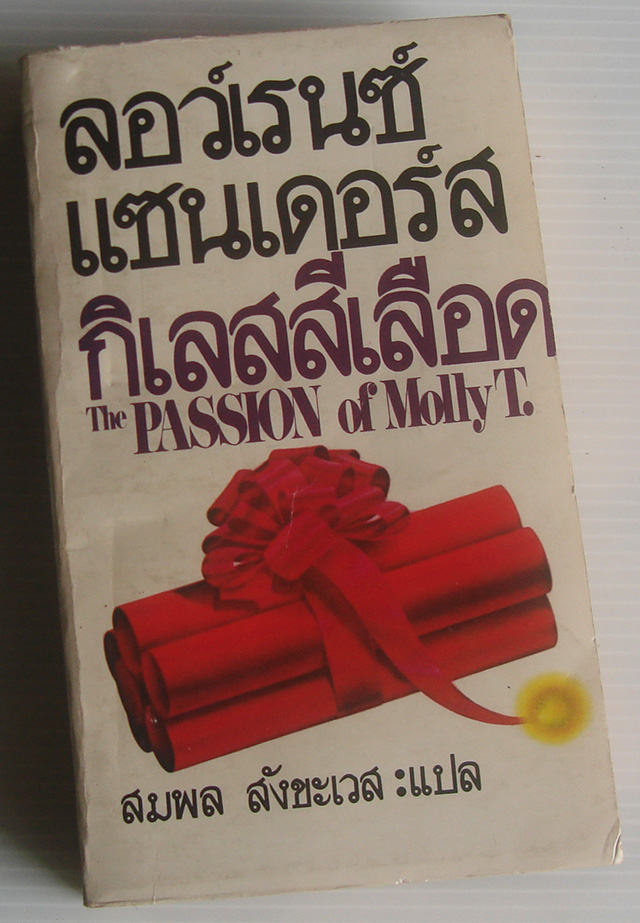 ลอว์เรนซ์
แซนเดอร์ส
กิเลสสีเลือด
The PASSION of Molly T.
สมพล สังขะเวส :แปล